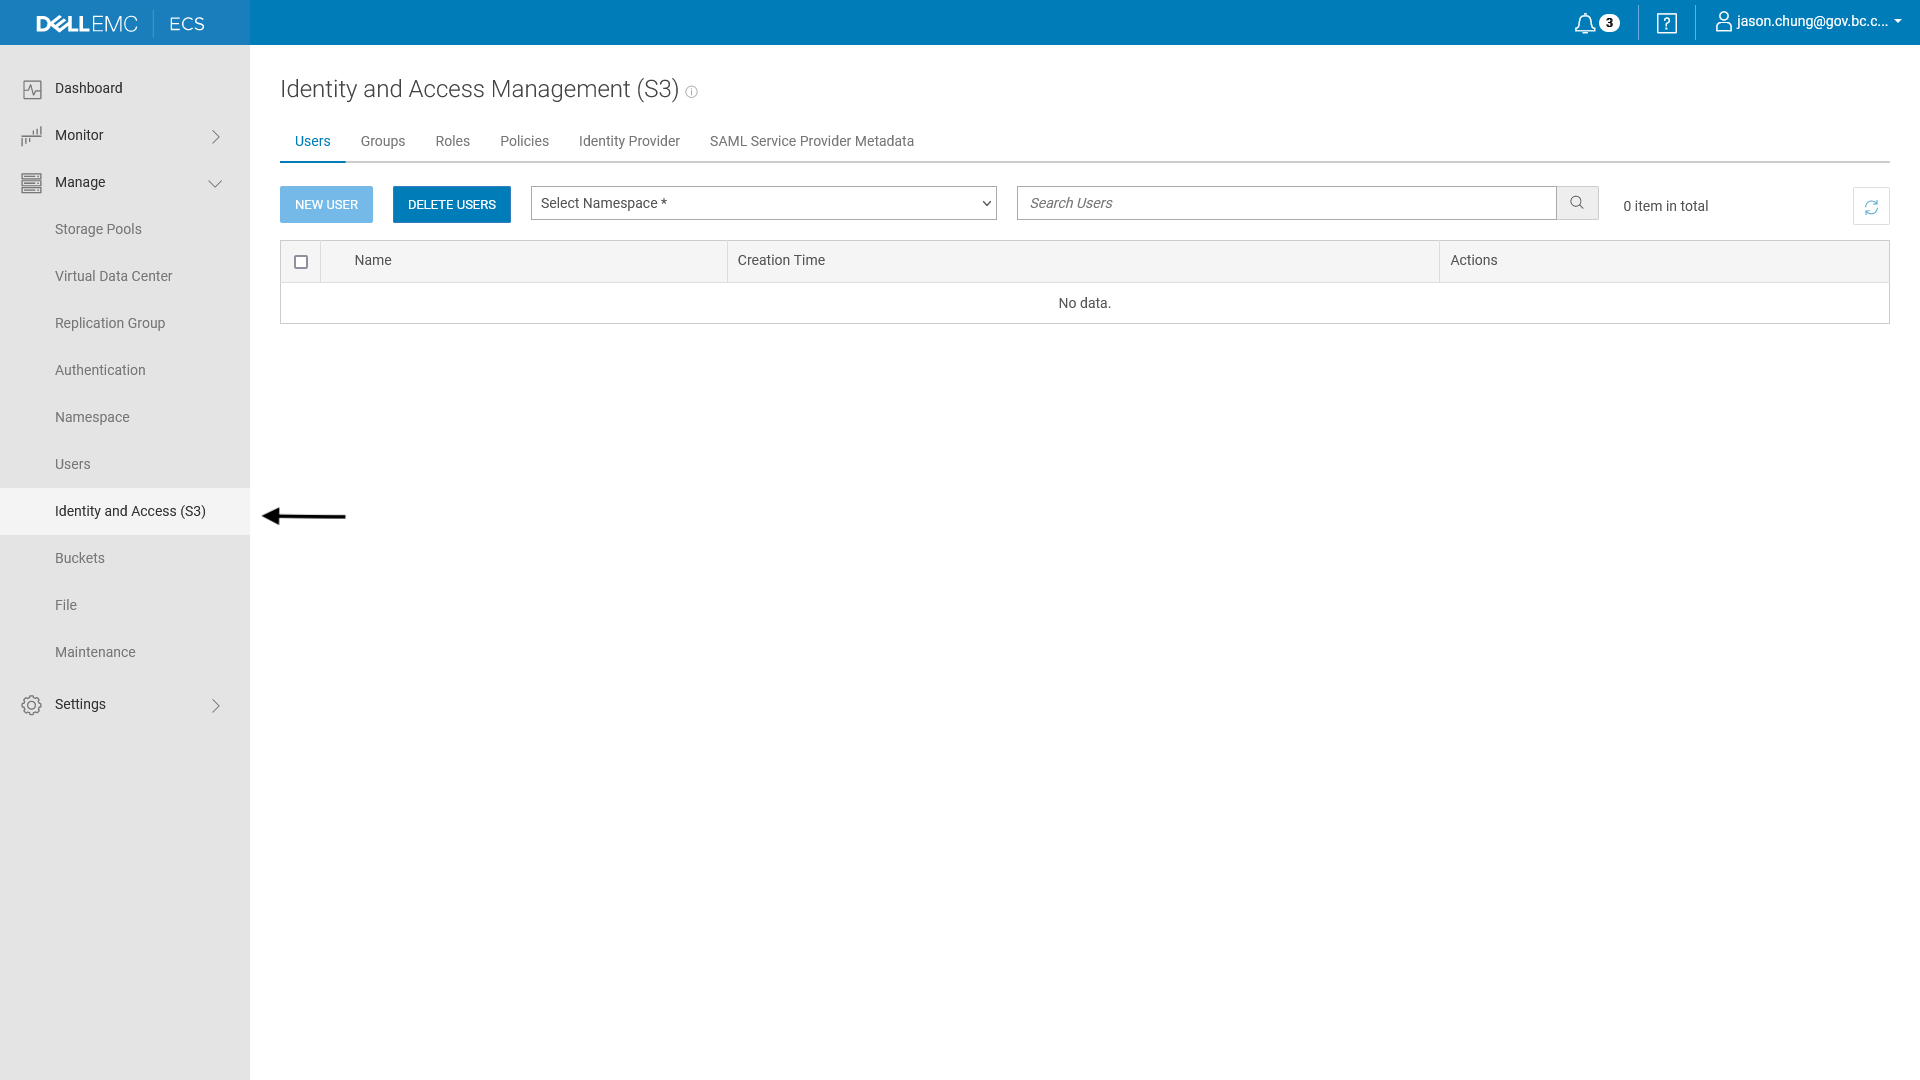 DELLEMC ECS
3
?
jason.chung@gov.bc.c...
Dashboard
Monitor
Manage
Storage Pools
Virtual Data Center
Replication Group
Authentication
Namespace
Users
Identity and Access (S3)
Buckets
File
Maintenance
Settings
Identity and Access Management (S3)
Users Groups Roles Policies Identity Provider SAML Service Provider Metadata
NEW USER DELETE USERS Select Namespace * Search Users 0 item in total
Name Creation Time Actions
No data.